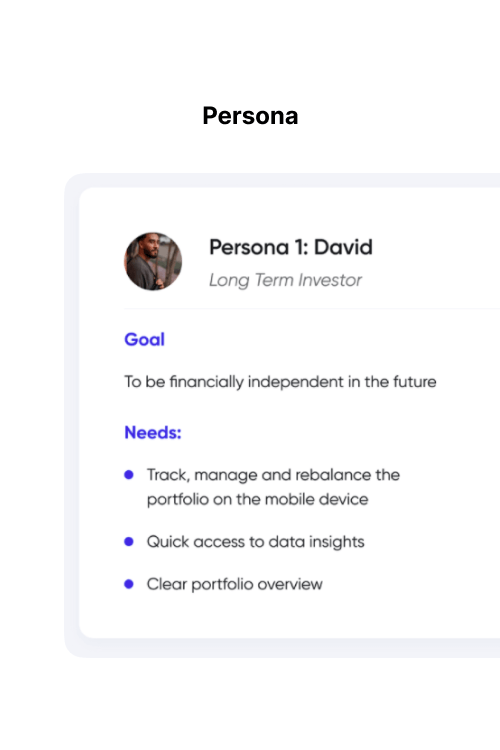 Persona
Persona 1: David
Long Term Investor
Goal
To be financially independent in the future
Needs:
Track, manage and rebalance the
portfolio on the mobile device
Quick access to data insights
Clear portfolio overview